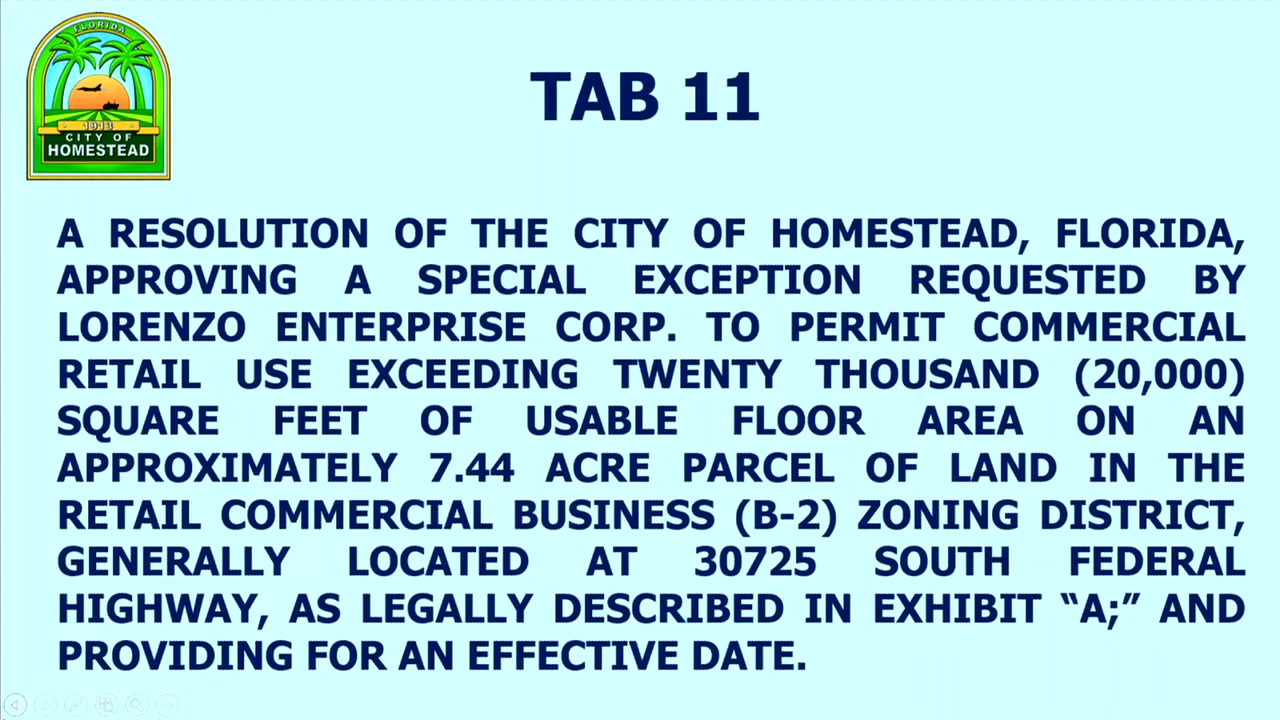 FLORIDA
1913
CITY OF
HOMESTEAD
TAB 11
A RESOLUTION OF THE CITY OF HOMESTEAD, FLORIDA,
APPROVING A SPECIAL EXCEPTION REQUESTED BY
LORENZO ENTERPRISE CORP. TO PERMIT COMMERCIAL
RETAIL USE EXCEEDING TWENTY THOUSAND (20,000)
SQUARE FEET OF USABLE FLOOR AREA ON AN
APPROXIMATELY 7.44 ACRE PARCEL OF LAND IN THE
RETAIL COMMERCIAL BUSINESS (B-2) ZONING DISTRICT,
GENERALLY LOCATED AT 30725 SOUTH FEDERAL
HIGHWAY, AS LEGALLY DESCRIBED IN EXHIBIT “A;” AND
PROVIDING FOR AN EFFECTIVE DATE.